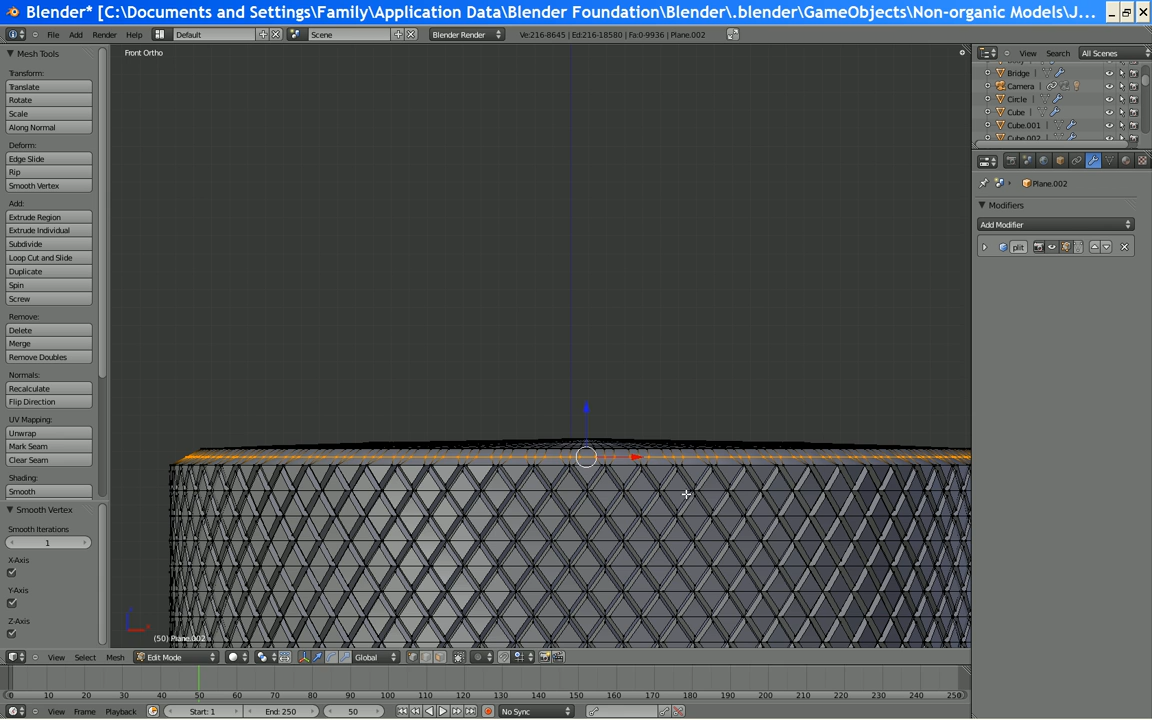 Blender* [C:\Documents and Settings\Family\Application Data\Blender Foundation\Blender\.blender\GameObjects\Non-organic Models\J...
File Add Render Help Default Scene Blender Render Ve:216-8645 | Ed:216-18580 | Fa:0-9936 | Plane.002
Mesh Tools
Transform:
Translate
Rotate
Scale
Along Normal
Deform:
Edge Slide
Rip
Smooth Vertex
Add:
Extrude Region
Extrude Individual
Subdivide
Loop Cut and Slide
Duplicate
Spin
Screw
Remove:
Delete
Merge
Remove Doubles
Normals:
Recalculate
Flip Direction
UV Mapping:
Unwrap
Mark Seam
Clear Seam
Shading:
Smooth
Smooth Vertex
Smooth Iterations
1
X-Axis
Y-Axis
Z-Axis
Front Ortho
(50) Plane.002
View Search All Scenes
Bridge
Camera
Circle
Cube
Cube.001
Cube.002
Plane.002
Modifiers
Add Modifier
plit
View Select Mesh Edit Mode Global
0 10 20 30 40 50 60 70 80 90 100 110 120 130 140 150 160 170 180 190 200 210 220 230 240 250
View Frame Playback Start: 1 End: 250 50 No Sync